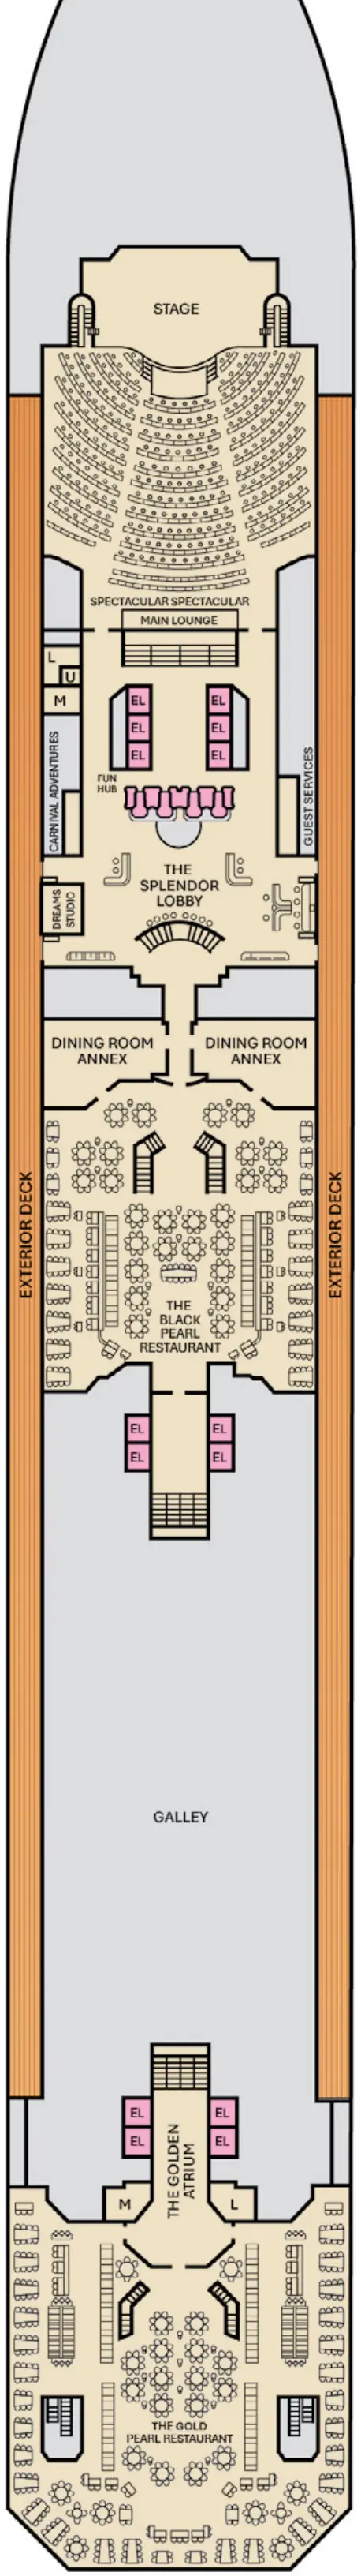 STAGE
SPECTACULAR SPECTACULAR
MAIN LOUNGE
L
U
M
EL
EL
EL
EL
EL
EL
CARNIVAL ADVENTURES
GUEST SERVICES
FUN
HUB
THE
SPLENDOR
LOBBY
DREAMS
STUDIO
DINING ROOM
ANNEX
DINING ROOM
ANNEX
EXTERIOR DECK
EXTERIOR DECK
THE
BLACK
PEARL
RESTAURANT
EL
EL
EL
EL
GALLEY
EL
EL
EL
EL
THE GOLDEN
ATRIUM
M
L
THE GOLD
PEARL RESTAURANT